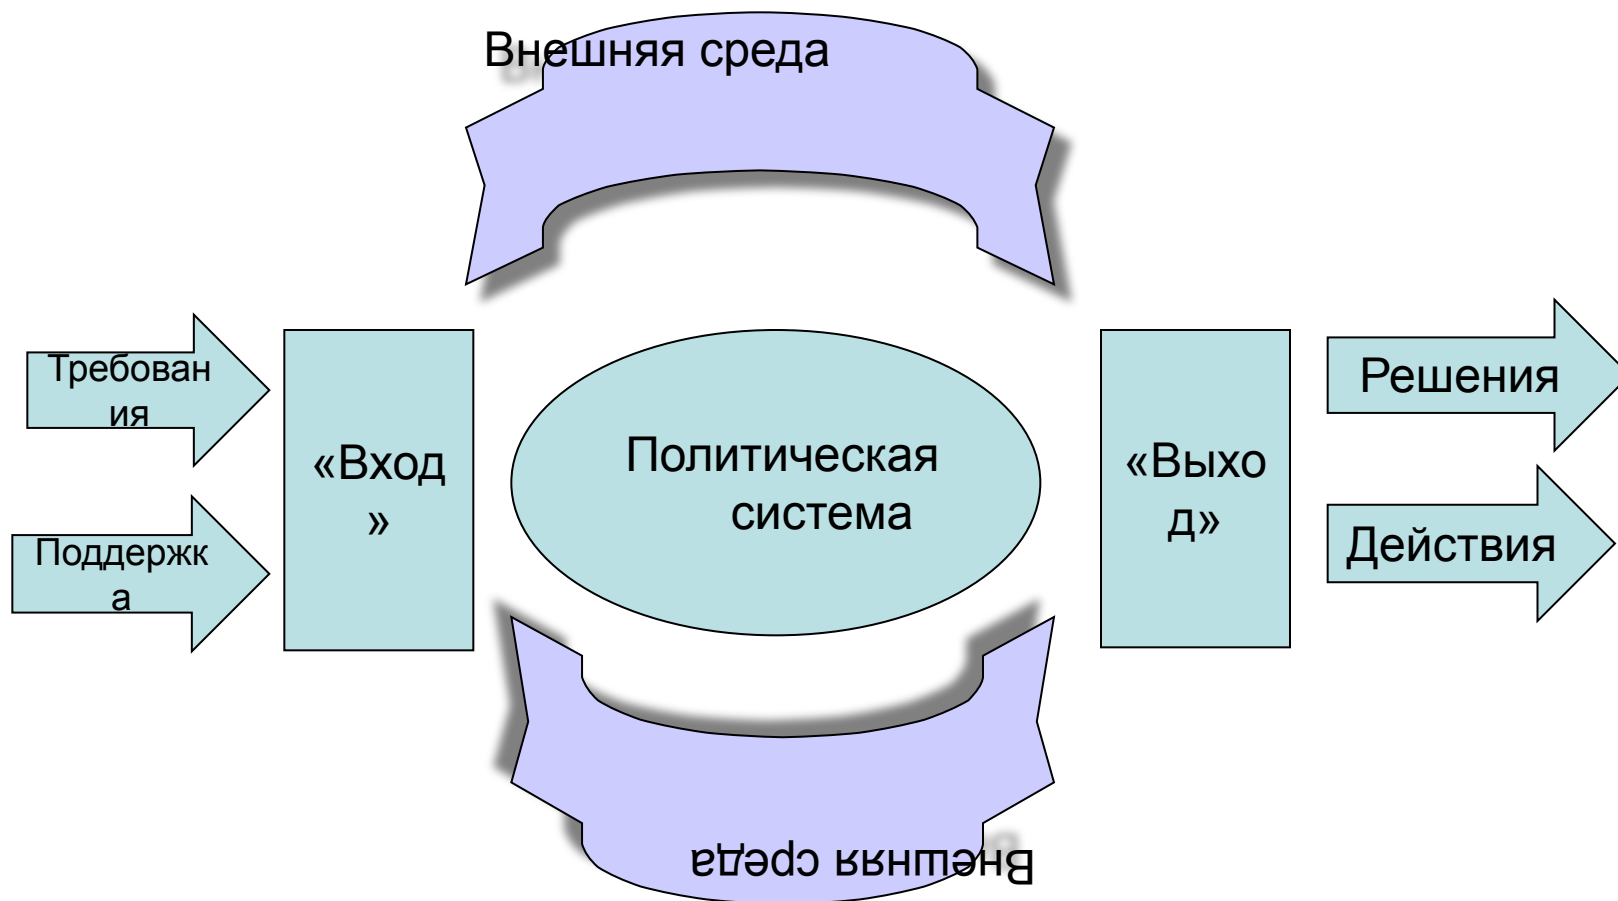 Внешняя среда
Требован
ия
Поддержк
а
«Вход
»
Политическая
система
«Выхо
д»
Решения
Действия
Внешняя среда